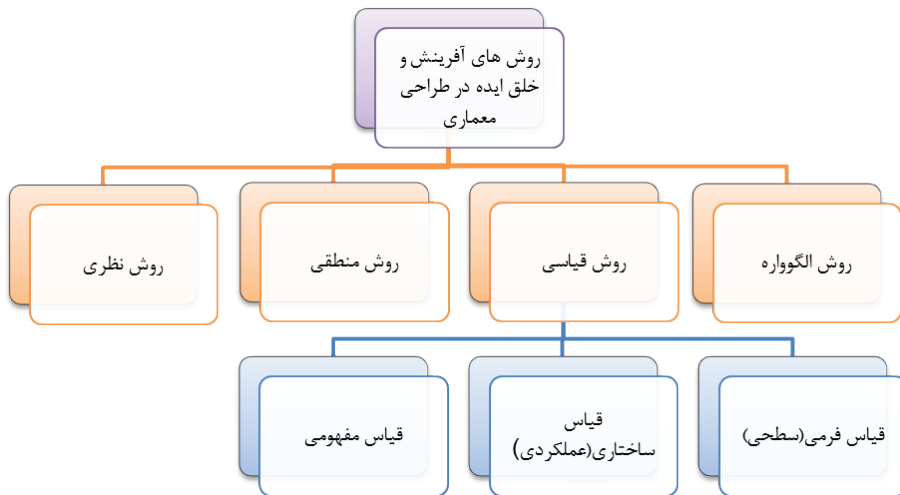 روش های آفرینش و
خلق ایده در طراحی
معماری
روش الگوواره
روش قیاسی
روش منطقی
روش نظری
قیاس فرمی(سطحی)
قیاس
ساختاری(عملکردی)
قیاس مفهومی